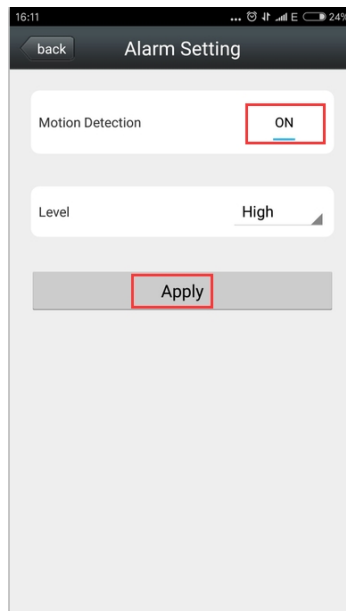 16:11 ... E 24%
back Alarm Setting
Motion Detection ON
Level High
Apply